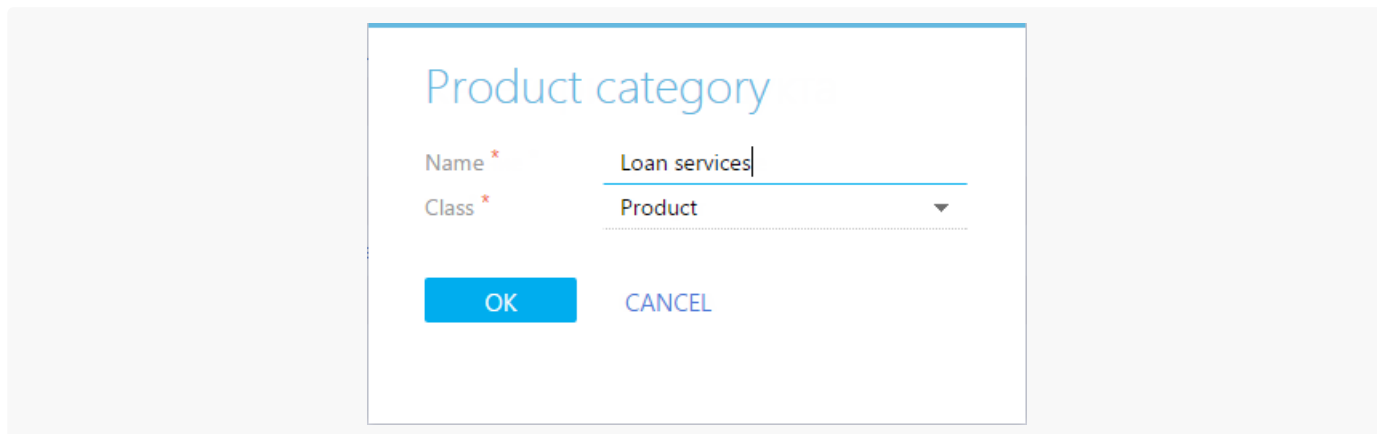 Product category
Name * Loan services
Class * Product
OK CANCEL